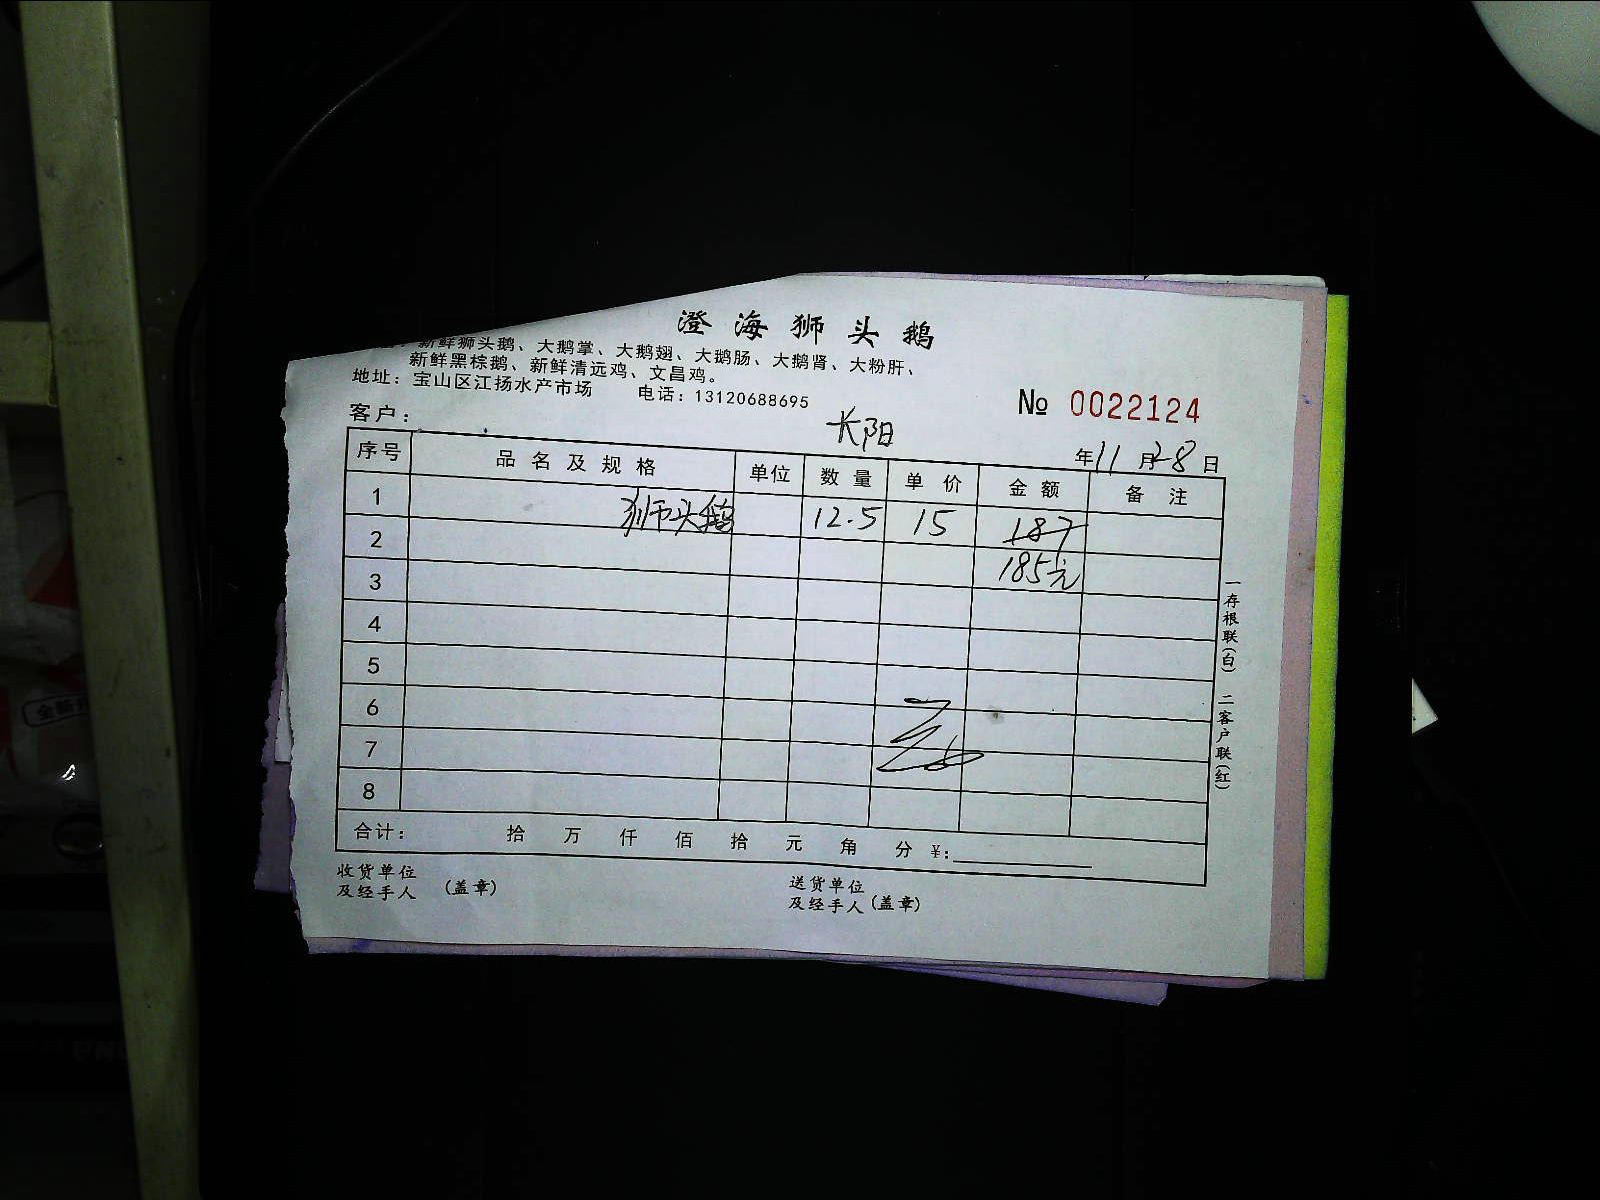 澄海狮头鹅
新鲜狮头鹅、大鹅掌、大鹅翅、大鹅肠、大鹅肾、大粉肝、
新鲜黑棕鹅、新鲜清远鸡、文昌鸡。
地址：宝山区江扬水产市场 电话：13120688695
№ 0022124
客户： 长阳
年11月28日
序号 品名及规格 单位 数量 单价 金额 备注
1 狮头鹅 12.5 15 187
2 185元
3
4
5
6
7
8
合计： 拾 万 仟 佰 拾 元 角 分 ¥:
收货单位
及经手人 （盖章）
送货单位
及经手人（盖章）
一存根联（白） 二客户联（红）
全新